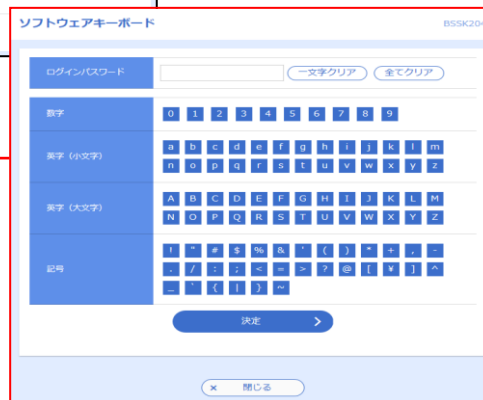 ソフトウェアキーボード BSSK204
ログインパスワード 一文字クリア 全てクリア
数字 0 1 2 3 4 5 6 7 8 9
a b c d e f g h i j k l m
英字（小文字）
n o p q r s t u v w x y z
A B C D E F G H I J K L M
英字（大文字）
N O P Q R S T U V W X Y Z
! " # $ % & ' ( ) * + , -
記号 . / : ; < = > ? @ [ ¥ ] ^
_ ` { | } ~
決定 >
× 閉じる